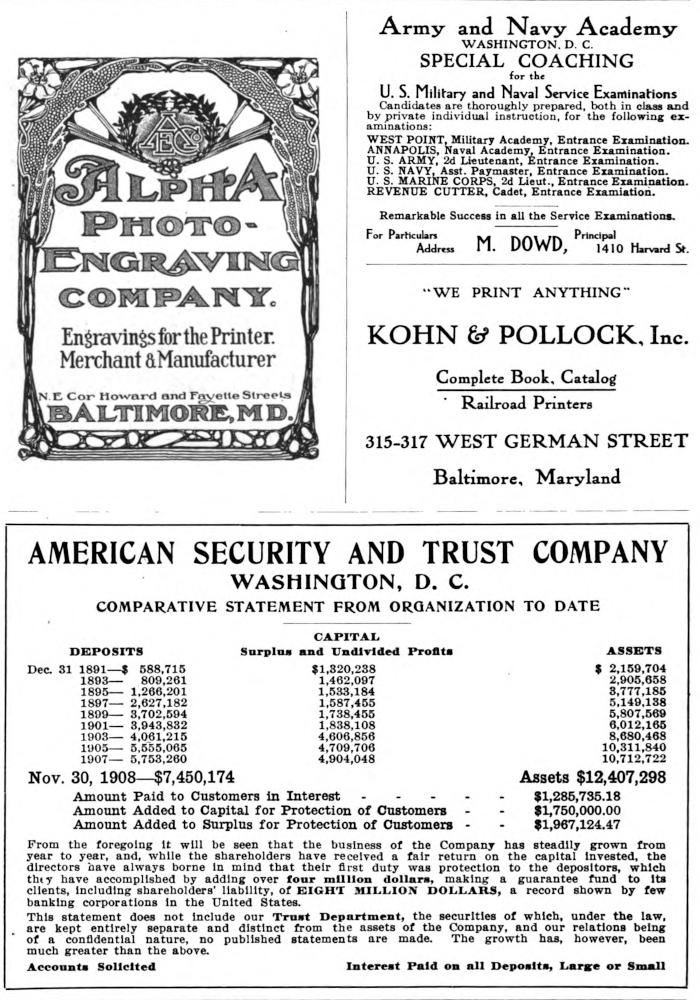 AECo
ALPHA
PHOTO-
ENGRAVING
COMPANY.
Engravings for the Printer.
Merchant & Manufacturer
N. E Cor Howard and Fayette Streets
BALTIMORE, MD.
Army and Navy Academy
WASHINGTON, D. C.
SPECIAL COACHING
for the
U. S. Military and Naval Service Examinations
Candidates are thoroughly prepared, both in class and
by private individual instruction, for the following ex-
aminations:
WEST POINT, Military Academy, Entrance Examination.
ANNAPOLIS, Naval Academy, Entrance Examination.
U. S. ARMY, 2d Lieutenant, Entrance Examination.
U. S. NAVY, Asst. Paymaster, Entrance Examination.
U. S. MARINE CORPS, 2d Lieut., Entrance Examination.
REVENUE CUTTER, Cadet, Entrance Examiation.
Remarkable Success in all the Service Examinations.
For Particulars Address M. DOWD, Principal 1410 Harvard St.
"WE PRINT ANYTHING"
KOHN & POLLOCK, Inc.
Complete Book, Catalog
Railroad Printers
315-317 WEST GERMAN STREET
Baltimore, Maryland
AMERICAN SECURITY AND TRUST COMPANY
WASHINGTON, D. C.
COMPARATIVE STATEMENT FROM ORGANIZATION TO DATE
CAPITAL
DEPOSITS Surplus and Undivided Profits ASSETS
Dec. 31 1891—$ 588,715 $1,320,238 $ 2,159,704
1893— 809,261 1,462,097 2,905,658
1895— 1,266,201 1,533,184 3,777,185
1897— 2,627,182 1,587,455 5,149,138
1899— 3,702,594 1,738,455 5,807,569
1901— 3,943,832 1,838,108 6,012,165
1903— 4,061,215 4,606,856 8,680,468
1905— 5,555,065 4,709,706 10,311,840
1907— 5,753,260 4,904,048 10,712,722
Nov. 30, 1908—$7,450,174 Assets $12,407,298
Amount Paid to Customers in Interest - - - - - $1,285,735.18
Amount Added to Capital for Protection of Customers - - $1,750,000.00
Amount Added to Surplus for Protection of Customers - - $1,967,124.47
From the foregoing it will be seen that the business of the Company has steadily grown from
year to year, and, while the shareholders have received a fair return on the capital invested, the
directors have always borne in mind that their first duty was protection to the depositors, which
they have accomplished by adding over four million dollars, making a guarantee fund to its
clients, including shareholders' liability, of EIGHT MILLION DOLLARS, a record shown by few
banking corporations in the United States.
This statement does not include our Trust Department, the securities of which, under the law,
are kept entirely separate and distinct from the assets of the Company, and our relations being
of a confidential nature, no published statements are made. The growth has, however, been
much greater than the above.
Accounts Solicited Interest Paid on all Deposits, Large or Small